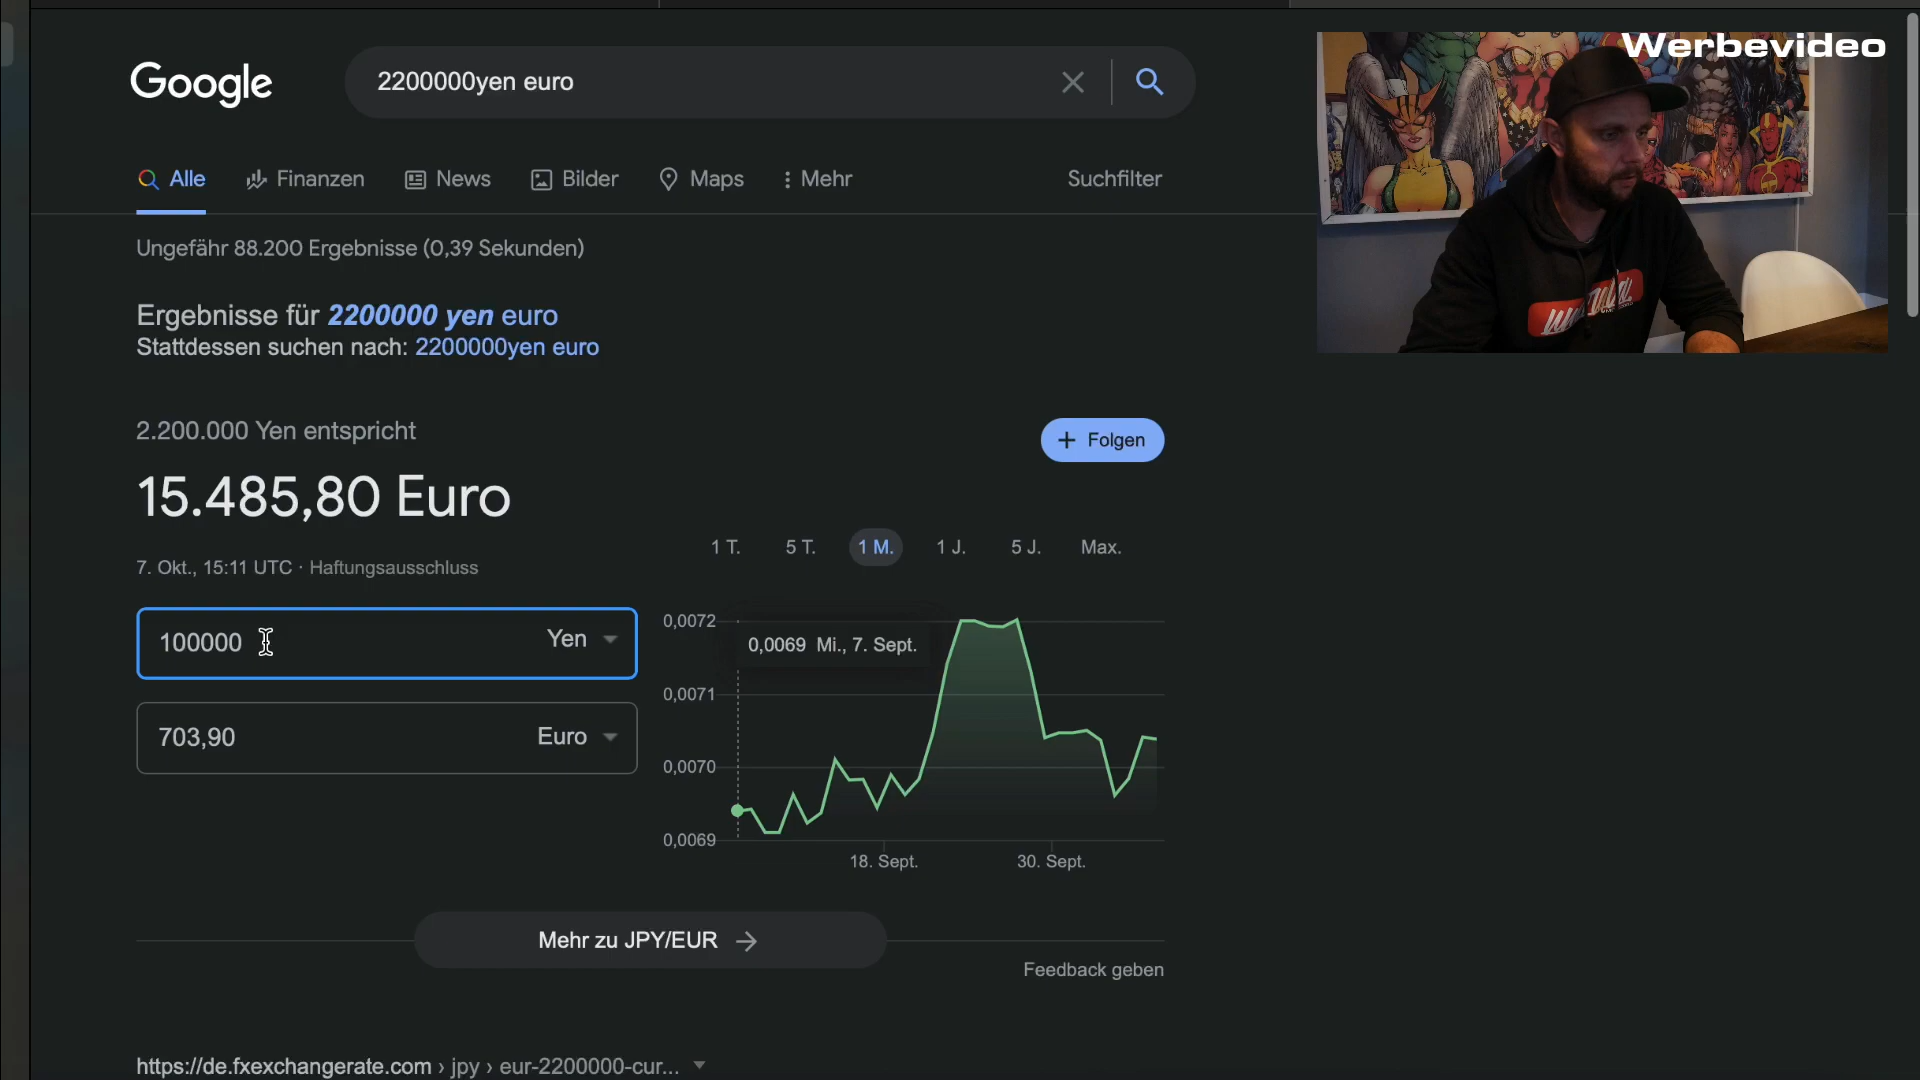 Werbevideo
Google
2200000yen euro
Alle
Finanzen
News
Bilder
Maps
Mehr
Suchfilter
Ungefähr 88.200 Ergebnisse (0,39 Sekunden)
Ergebnisse für 2200000 yen euro
Stattdessen suchen nach: 2200000yen euro
2.200.000 Yen entspricht
+ Folgen
15.485,80 Euro
7. Okt., 15:11 UTC · Haftungsausschluss
1 T.
5 T.
1 M.
1 J.
5 J.
Max.
100000
Yen
703,90
Euro
0,0072
0,0069 Mi., 7. Sept.
0,0071
0,0070
0,0069
18. Sept.
30. Sept.
Mehr zu JPY/EUR
Feedback geben
https://de.fxexchangerate.com › jpy › eur-2200000-cur...